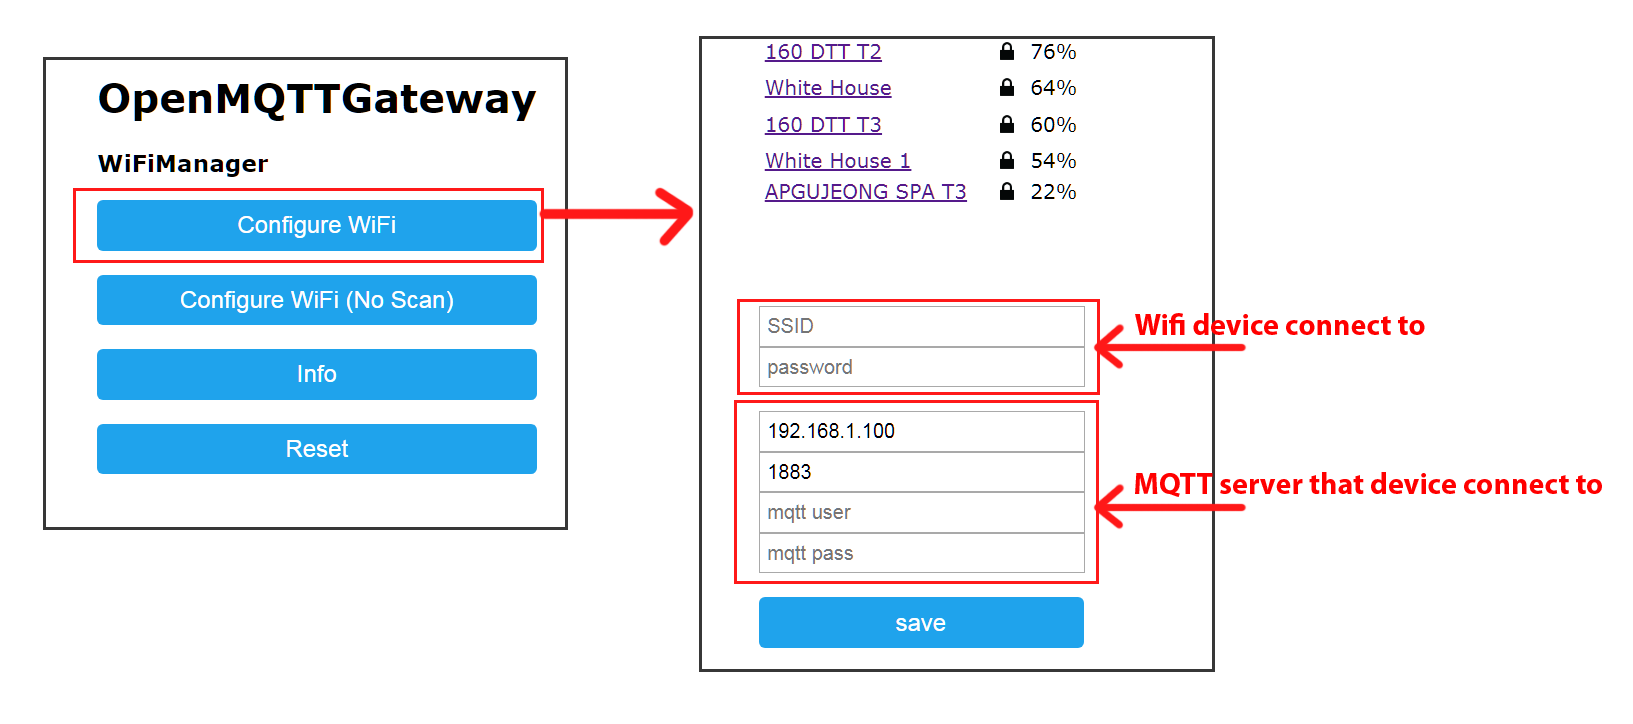 OpenMQTTGateway
WiFiManager
Configure WiFi
Configure WiFi (No Scan)
Info
Reset
160 DTT T2 76%
White House 64%
160 DTT T3 60%
White House 1 54%
APGUJEONG SPA T3 22%
SSID
password
Wifi device connect to
192.168.1.100
1883
mqtt user
mqtt pass
MQTT server that device connect to
save